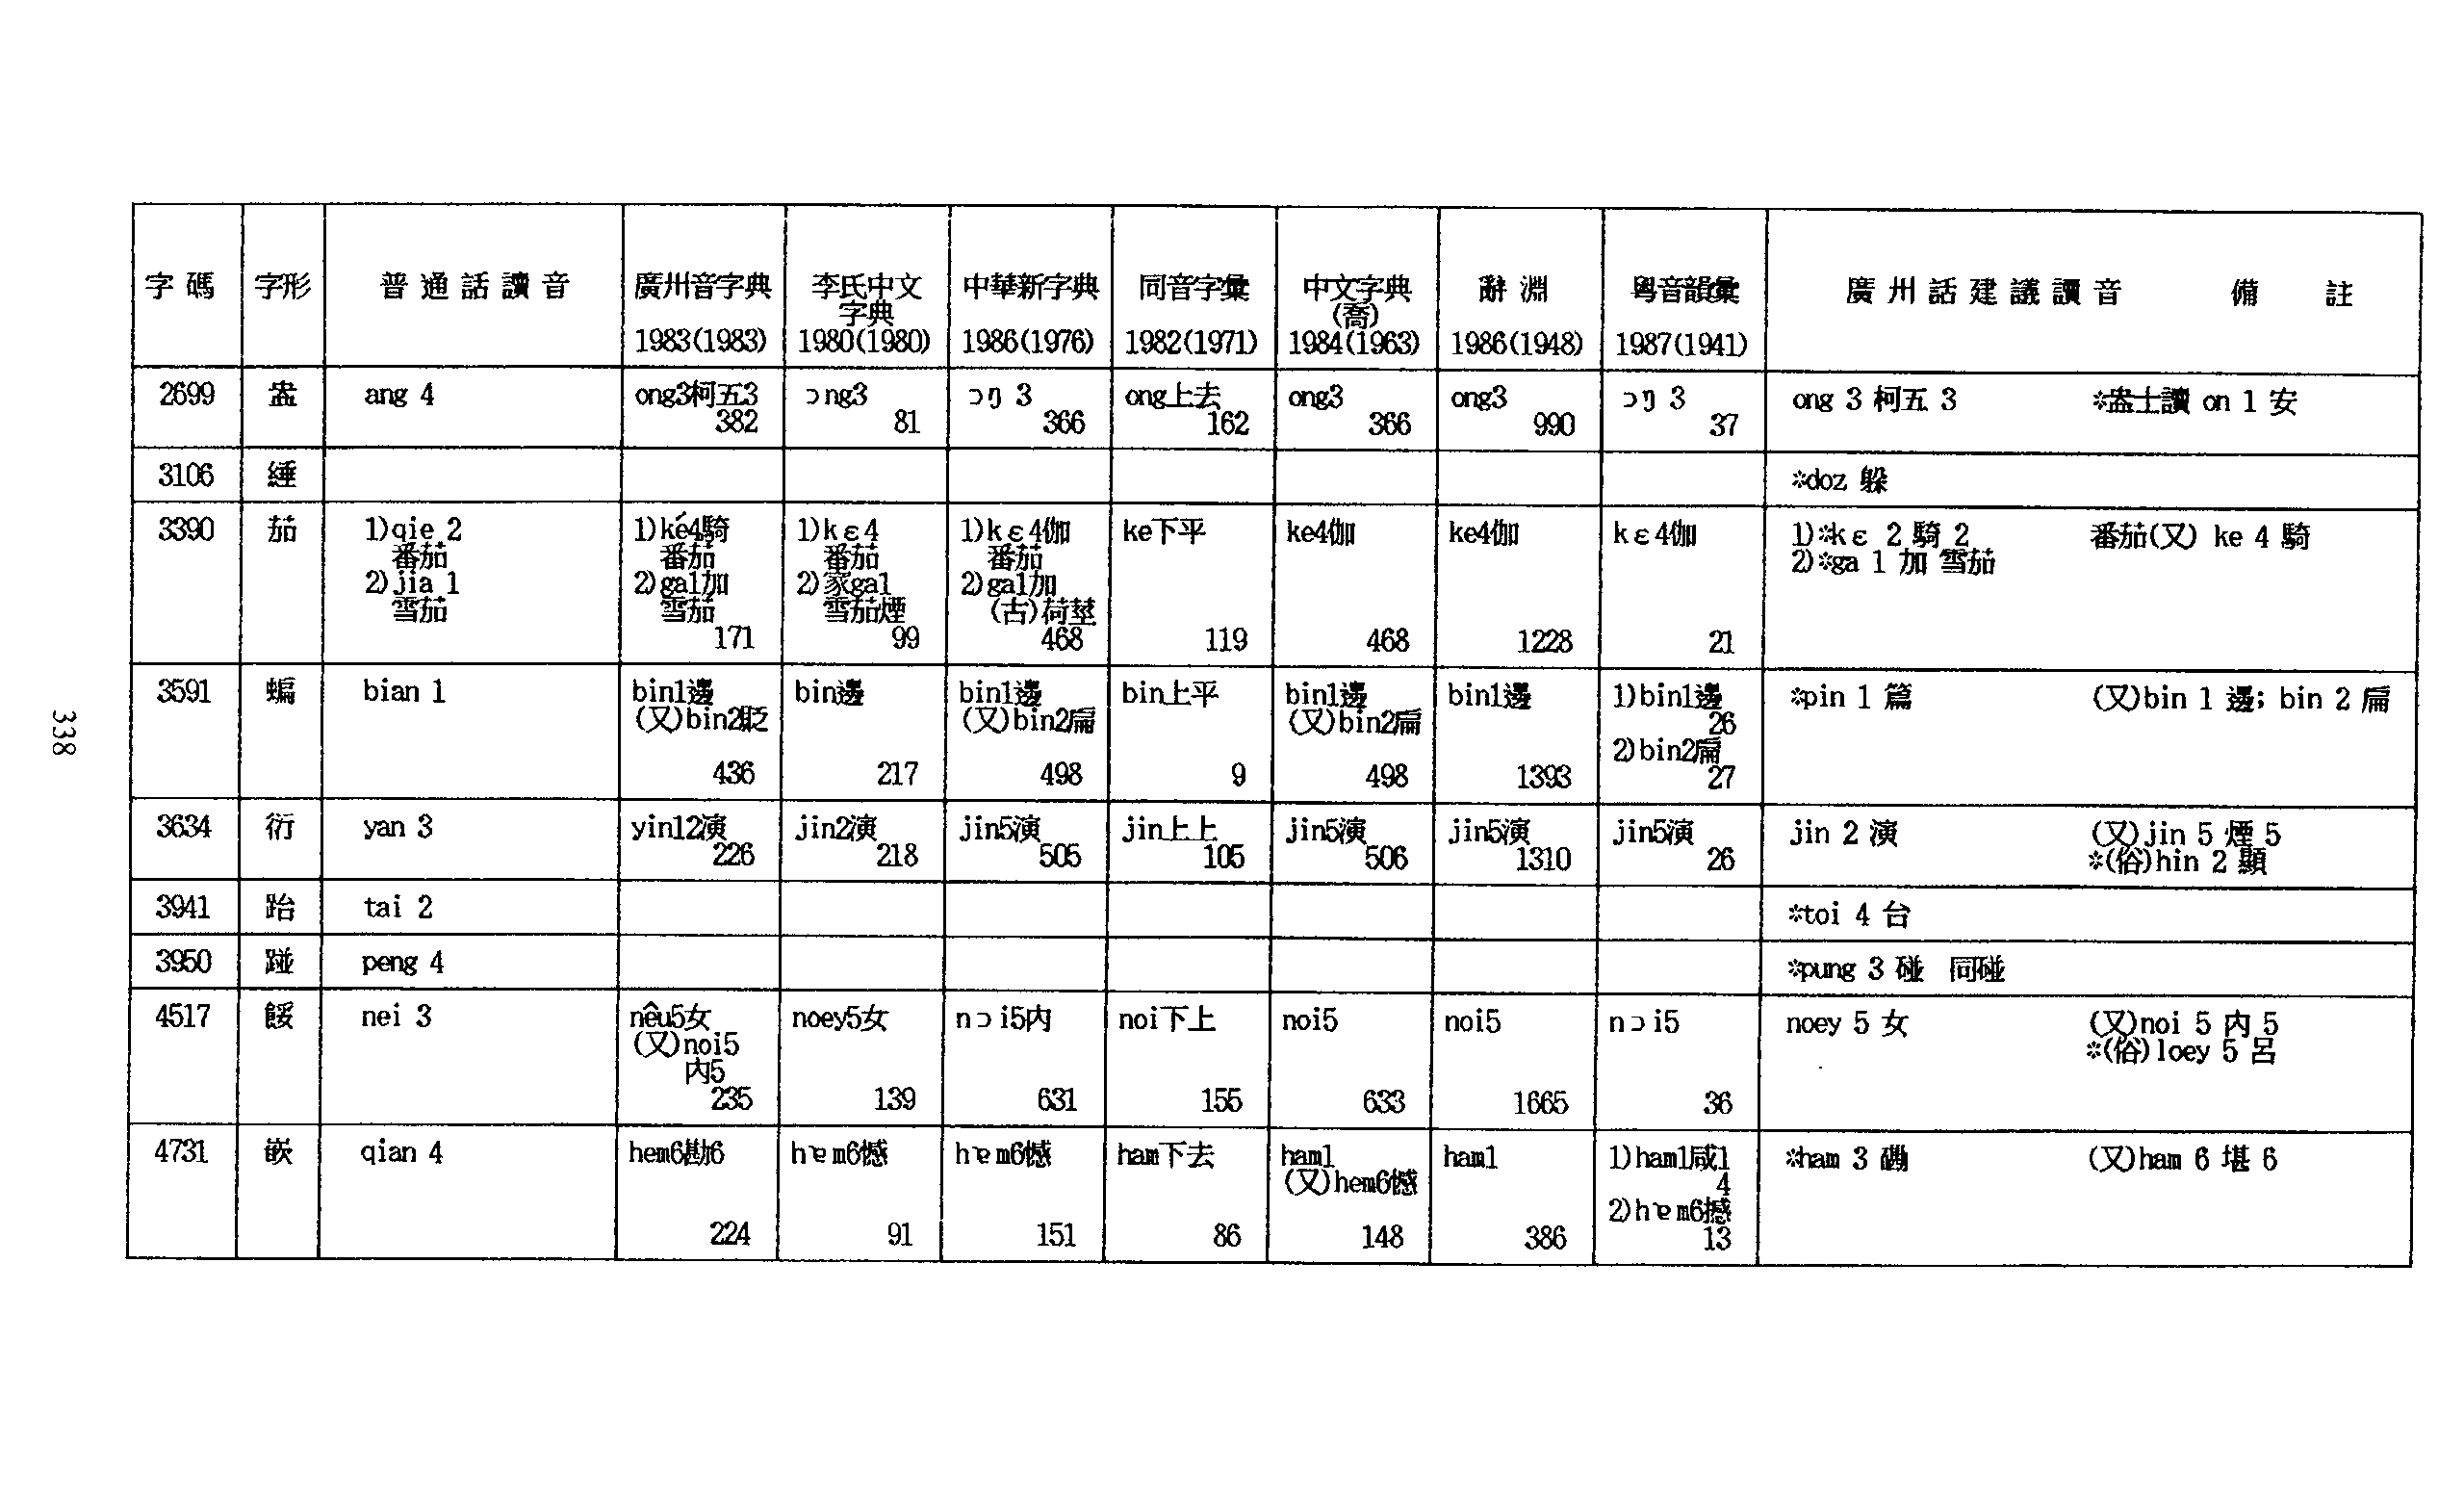 字碼 字形 普通話讀音 廣州音字典 1983(1983) 李氏中文字典 1980(1980) 中華新字典 1986(1976) 同音字彙 1982(1971) 中文字典(喬) 1984(1963) 辭淵 1986(1948) 粵音韻彙 1987(1941) 廣州話建議讀音 備註
2699 盎 ang 4 ong3柯五3 382 ɔng3 81 ɔŋ 3 366 ong上去 162 ong3 366 ong3 990 ɔŋ 3 37 ong 3 柯五 3 *盎士讀 on 1 安
3106 綞 *doz 躲
3390 茄 1)qie 2 番茄 2)jia 1 雪茄 1)ké4騎 番茄 2)ga1加 雪茄 171 1)kε4 番茄 2)家ga1 雪茄煙 99 1)kε4伽 番茄 2)ga1加 (古)荷莖 468 ke下平 119 ke4伽 468 ke4伽 1228 kε4伽 21 1)*kε 2 騎 2 2)*ga 1 加 雪茄 番茄(又) ke 4 騎
3591 蝙 bian 1 bin1邊 (又)bin2貶 436 bin邊 217 bin1邊 (又)bin2扁 498 bin上平 9 bin1邊 (又)bin2扁 498 bin1邊 1393 1)bin1邊 26 2)bin2扁 27 *pin 1 篇 (又)bin 1 邊; bin 2 扁
3634 衍 yan 3 yin12演 226 jin2演 218 jin5演 505 jin上上 105 jin5演 506 jin5演 1310 jin5演 26 jin 2 演 (又)jin 5 煙 5 *(俗)hin 2 顯
3941 跆 tai 2 *toi 4 台
3950 踫 peng 4 *pung 3 碰 同碰
4517 餒 nei 3 nêu5女 (又)noi5 內5 235 noey5女 139 nɔi5內 631 noi下上 155 noi5 633 noi5 1665 nɔi5 36 noey 5 女 (又)noi 5 內 5 *(俗)loey 5 呂
4731 嵌 qian 4 hem6勘6 224 hɐm6憾 91 hɐm6憾 151 ham下去 86 ham1 (又)hem6憾 148 ham1 386 1)ham1咸1 4 2)hɐm6撼 13 *ham 3 (又)ham 6 堪 6
338